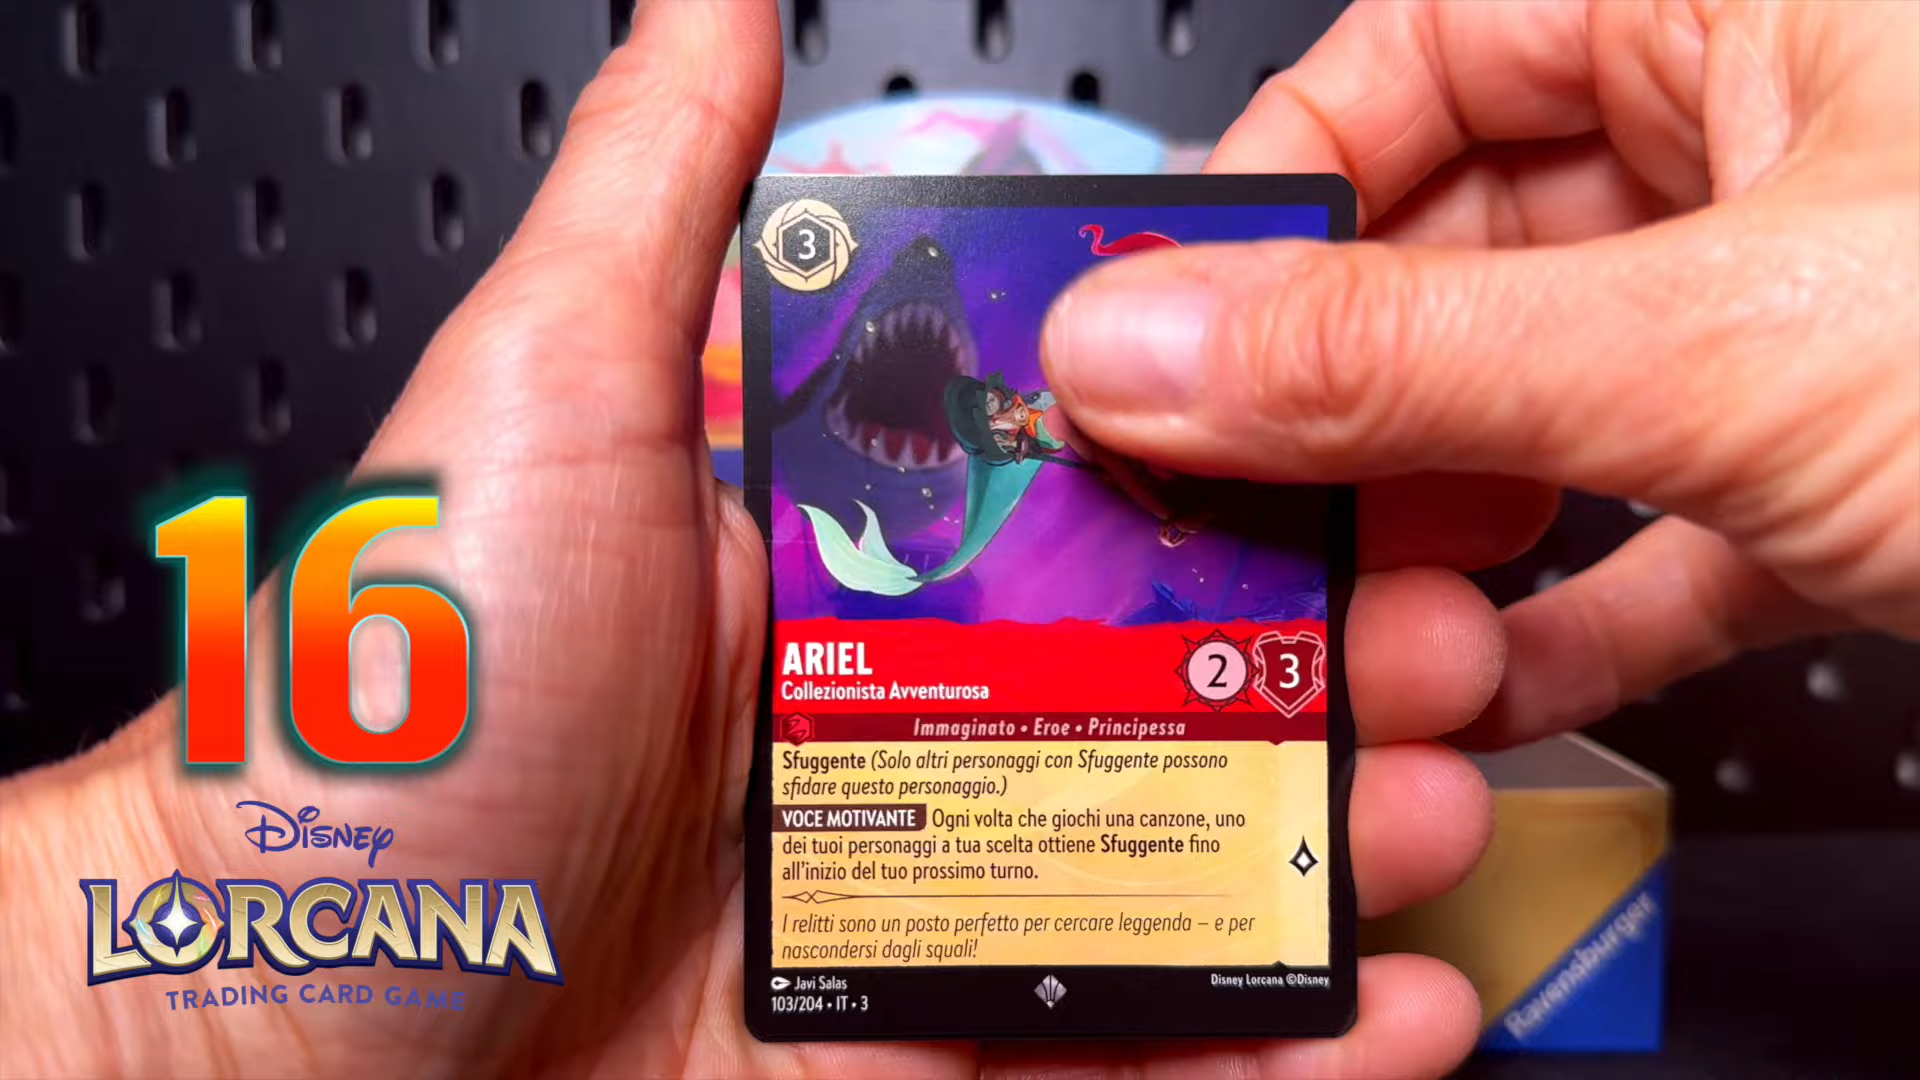 3
ARIEL
Collezionista Avventurosa
2
3
Immaginato • Eroe • Principessa
Sfuggente (Solo altri personaggi con Sfuggente possono
sfidare questo personaggio.)
VOCE MOTIVANTE Ogni volta che giochi una canzone, uno
dei tuoi personaggi a tua scelta ottiene Sfuggente fino
all'inizio del tuo prossimo turno.
I relitti sono un posto perfetto per cercare leggenda – e per
nascondersi dagli squali!
Javi Salas
103/204 • IT • 3
Disney Lorcana ©Disney
16
Disney
LORCANA
TRADING CARD GAME
Ravensburger